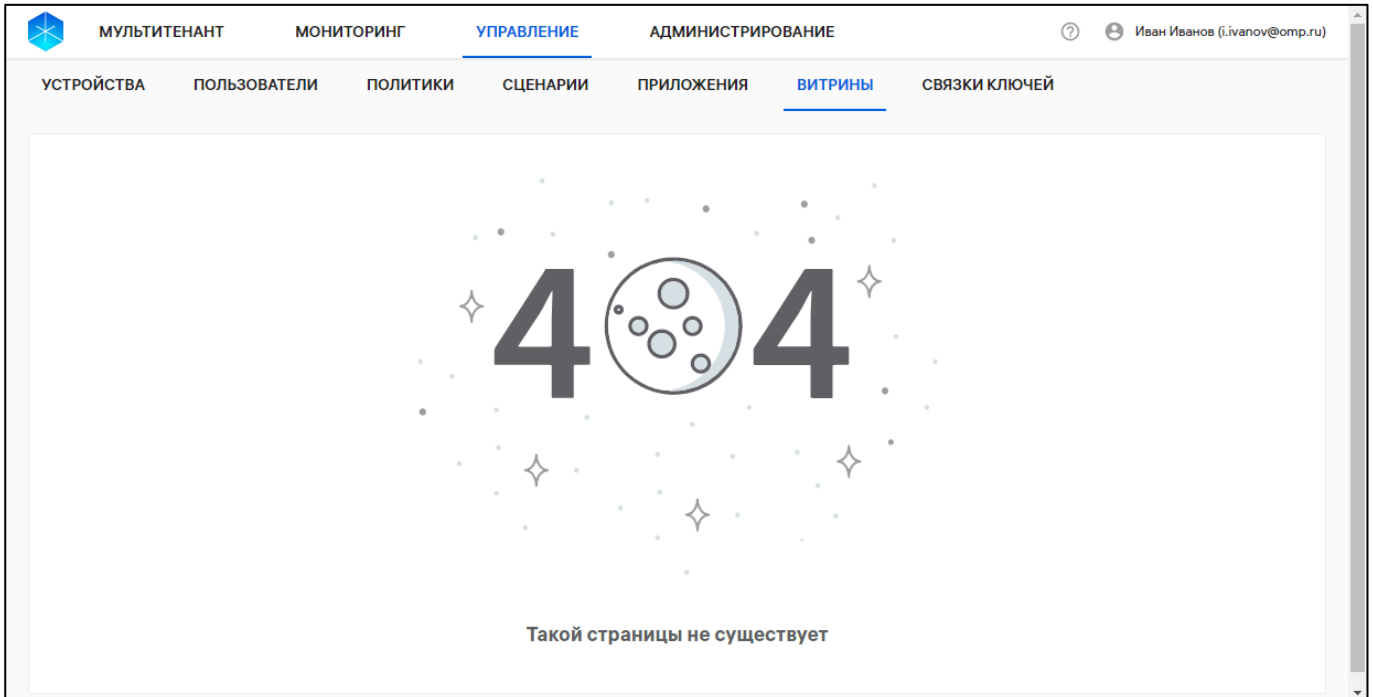 МУЛЬТИТЕНАНТ МОНИТОРИНГ УПРАВЛЕНИЕ АДМИНИСТРИРОВАНИЕ ? Иван Иванов (i.ivanov@omp.ru)
УСТРОЙСТВА ПОЛЬЗОВАТЕЛИ ПОЛИТИКИ СЦЕНАРИИ ПРИЛОЖЕНИЯ ВИТРИНЫ СВЯЗКИ КЛЮЧЕЙ
404
Такой страницы не существует